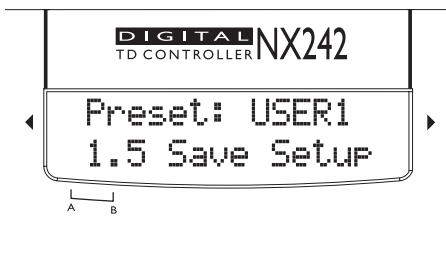 DIGITAL
TD CONTROLLER NX242
Preset: USER1
1.5 Save Setup
A B